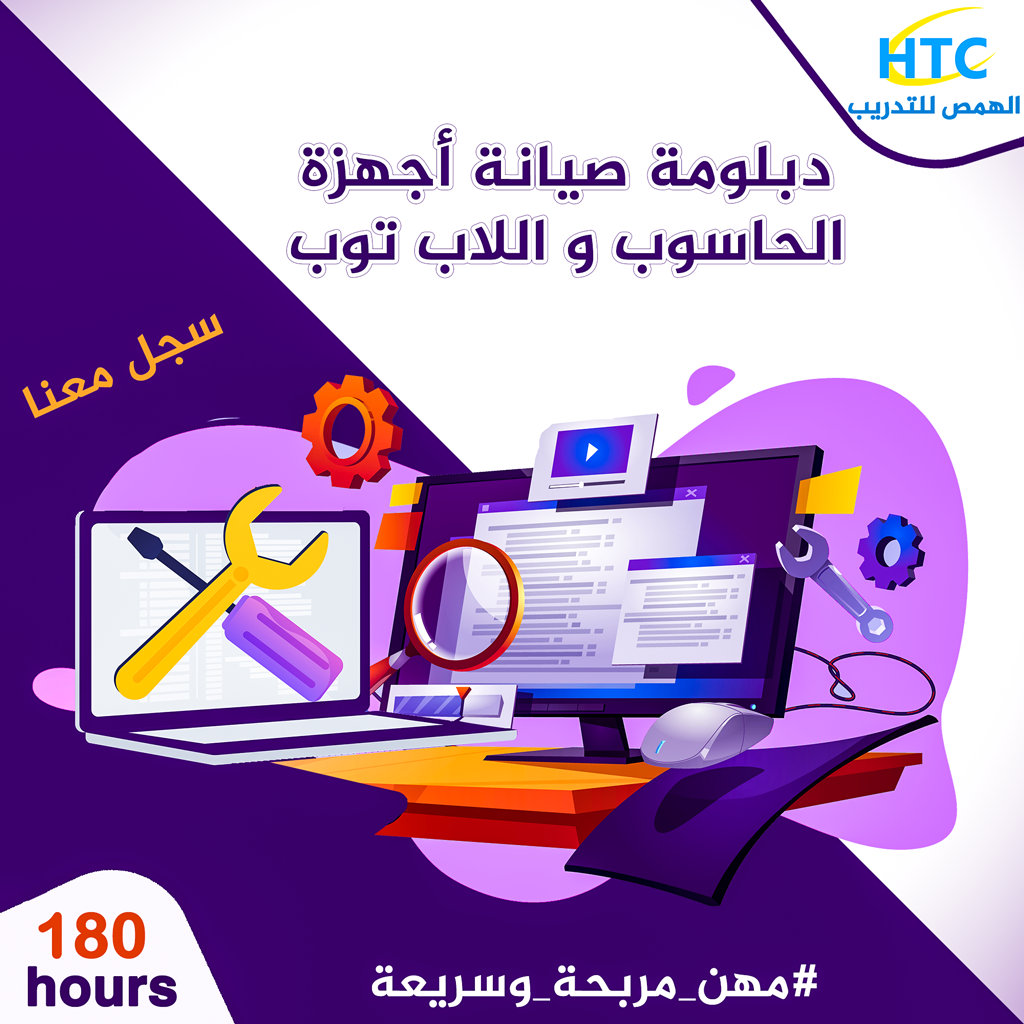 HTC
الهمص للتدريب
دبلومة صيانة أجهزة
الحاسوب و اللاب توب
سجل معنا
180
hours
#مهن_مربحة_وسريعة